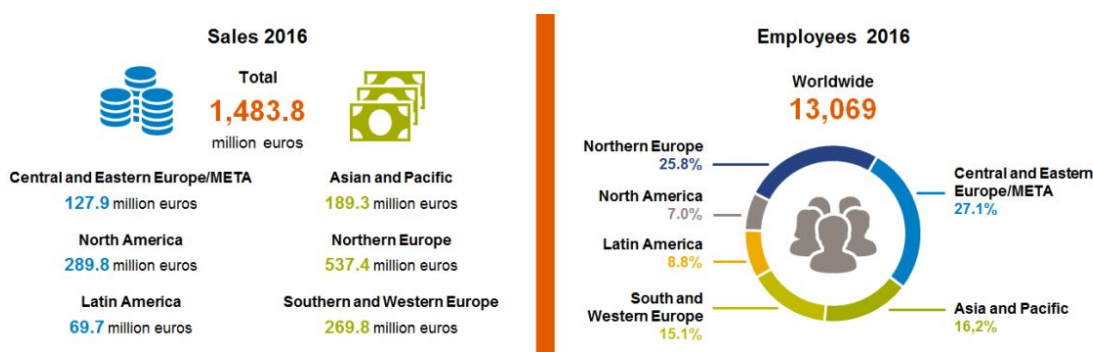 Sales 2016
Total
1,483.8
million euros
Central and Eastern Europe/META
127.9 million euros
Asian and Pacific
189.3 million euros
North America
289.8 million euros
Northern Europe
537.4 million euros
Latin America
69.7 million euros
Southern and Western Europe
269.8 million euros
Employees 2016
Worldwide
13,069
Northern Europe
25.8%
North America
7.0%
Latin America
8.8%
South and
Western Europe
15.1%
Central and Eastern
Europe/META
27.1%
Asia and Pacific
16,2%